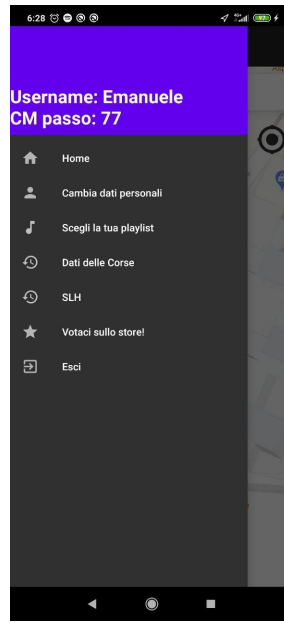 6:28
97
Username: Emanuele
CM passo: 77
Home
Cambia dati personali
Scegli la tua playlist
Dati delle Corse
SLH
Votaci sullo store!
Esci